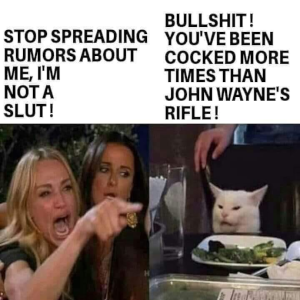 STOP SPREADING
RUMORS ABOUT
ME, I'M
NOT A
SLUT!
BULLSHIT!
YOU'VE BEEN
COCKED MORE
TIMES THAN
JOHN WAYNE'S
RIFLE!